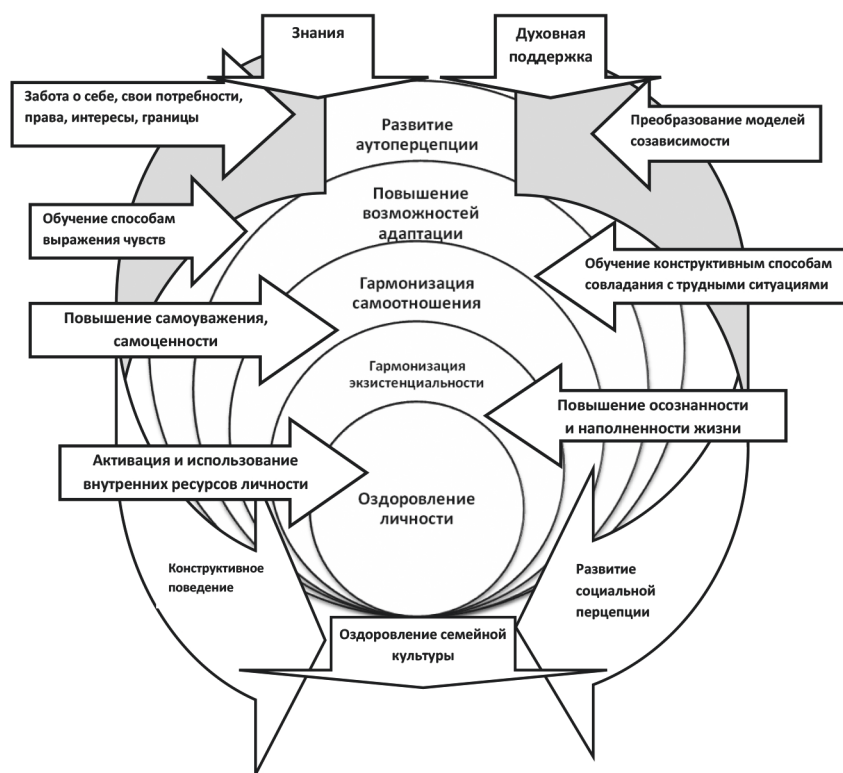 Знания
Духовная
поддержка
Забота о себе, свои потребности,
права, интересы, границы
Развитие
аутоперцепции
Преобразование моделей
созависимости
Обучение способам
выражения чувств
Повышение
возможностей
адаптации
Обучение конструктивным способам
совладания с трудными ситуациями
Гармонизация
самоотношения
Повышение самоуважения,
самоценности
Гармонизация
экзистенциальности
Повышение осознанности
и наполненности жизни
Активация и использование
внутренних ресурсов личности
Оздоровление
личности
Конструктивное
поведение
Развитие
социальной
перцепции
Оздоровление семейной
культуры